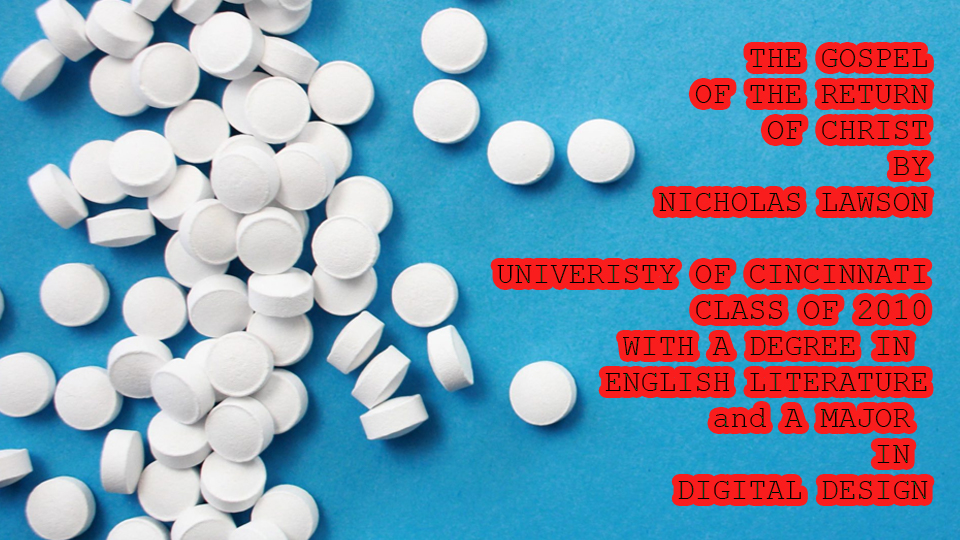 THE GOSPEL
OF THE RETURN
OF CHRIST
BY
NICHOLAS LAWSON
UNIVERISTY OF CINCINNATI
CLASS OF 2010
WITH A DEGREE IN
ENGLISH LITERATURE
and A MAJOR
IN
DIGITAL DESIGN